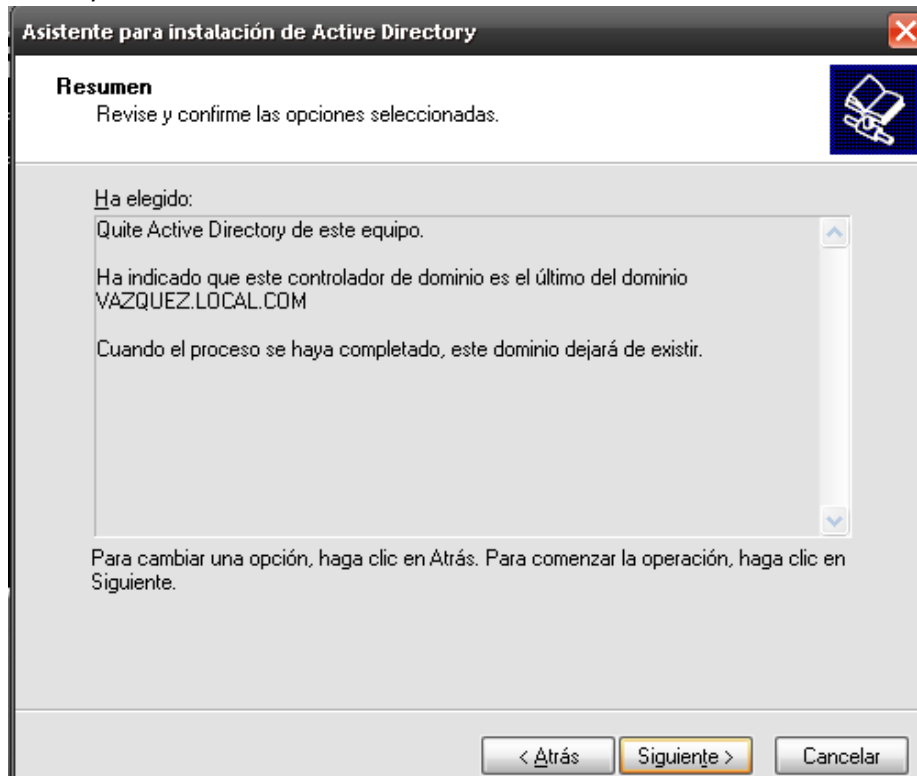 Asistente para instalación de Active Directory
Resumen
Revise y confirme las opciones seleccionadas.
Ha elegido:
Quite Active Directory de este equipo.
Ha indicado que este controlador de dominio es el último del dominio
VAZQUEZ.LOCAL.COM
Cuando el proceso se haya completado, este dominio dejará de existir.
Para cambiar una opción, haga clic en Atrás. Para comenzar la operación, haga clic en
Siguiente.
< Atrás Siguiente > Cancelar